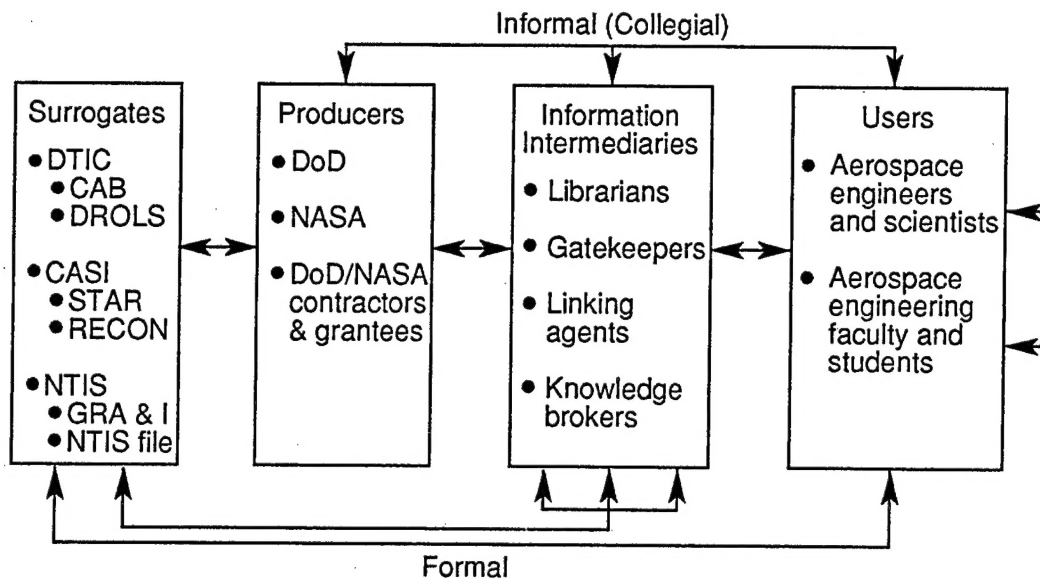 Informal (Collegial)
Surrogates
● DTIC
● CAB
● DROLS
● CASI
● STAR
● RECON
● NTIS
● GRA & I
● NTIS file
Producers
● DoD
● NASA
● DoD/NASA
contractors
& grantees
Information
Intermediaries
● Librarians
● Gatekeepers
● Linking
agents
● Knowledge
brokers
Users
● Aerospace
engineers
and scientists
● Aerospace
engineering
faculty and
students
Formal